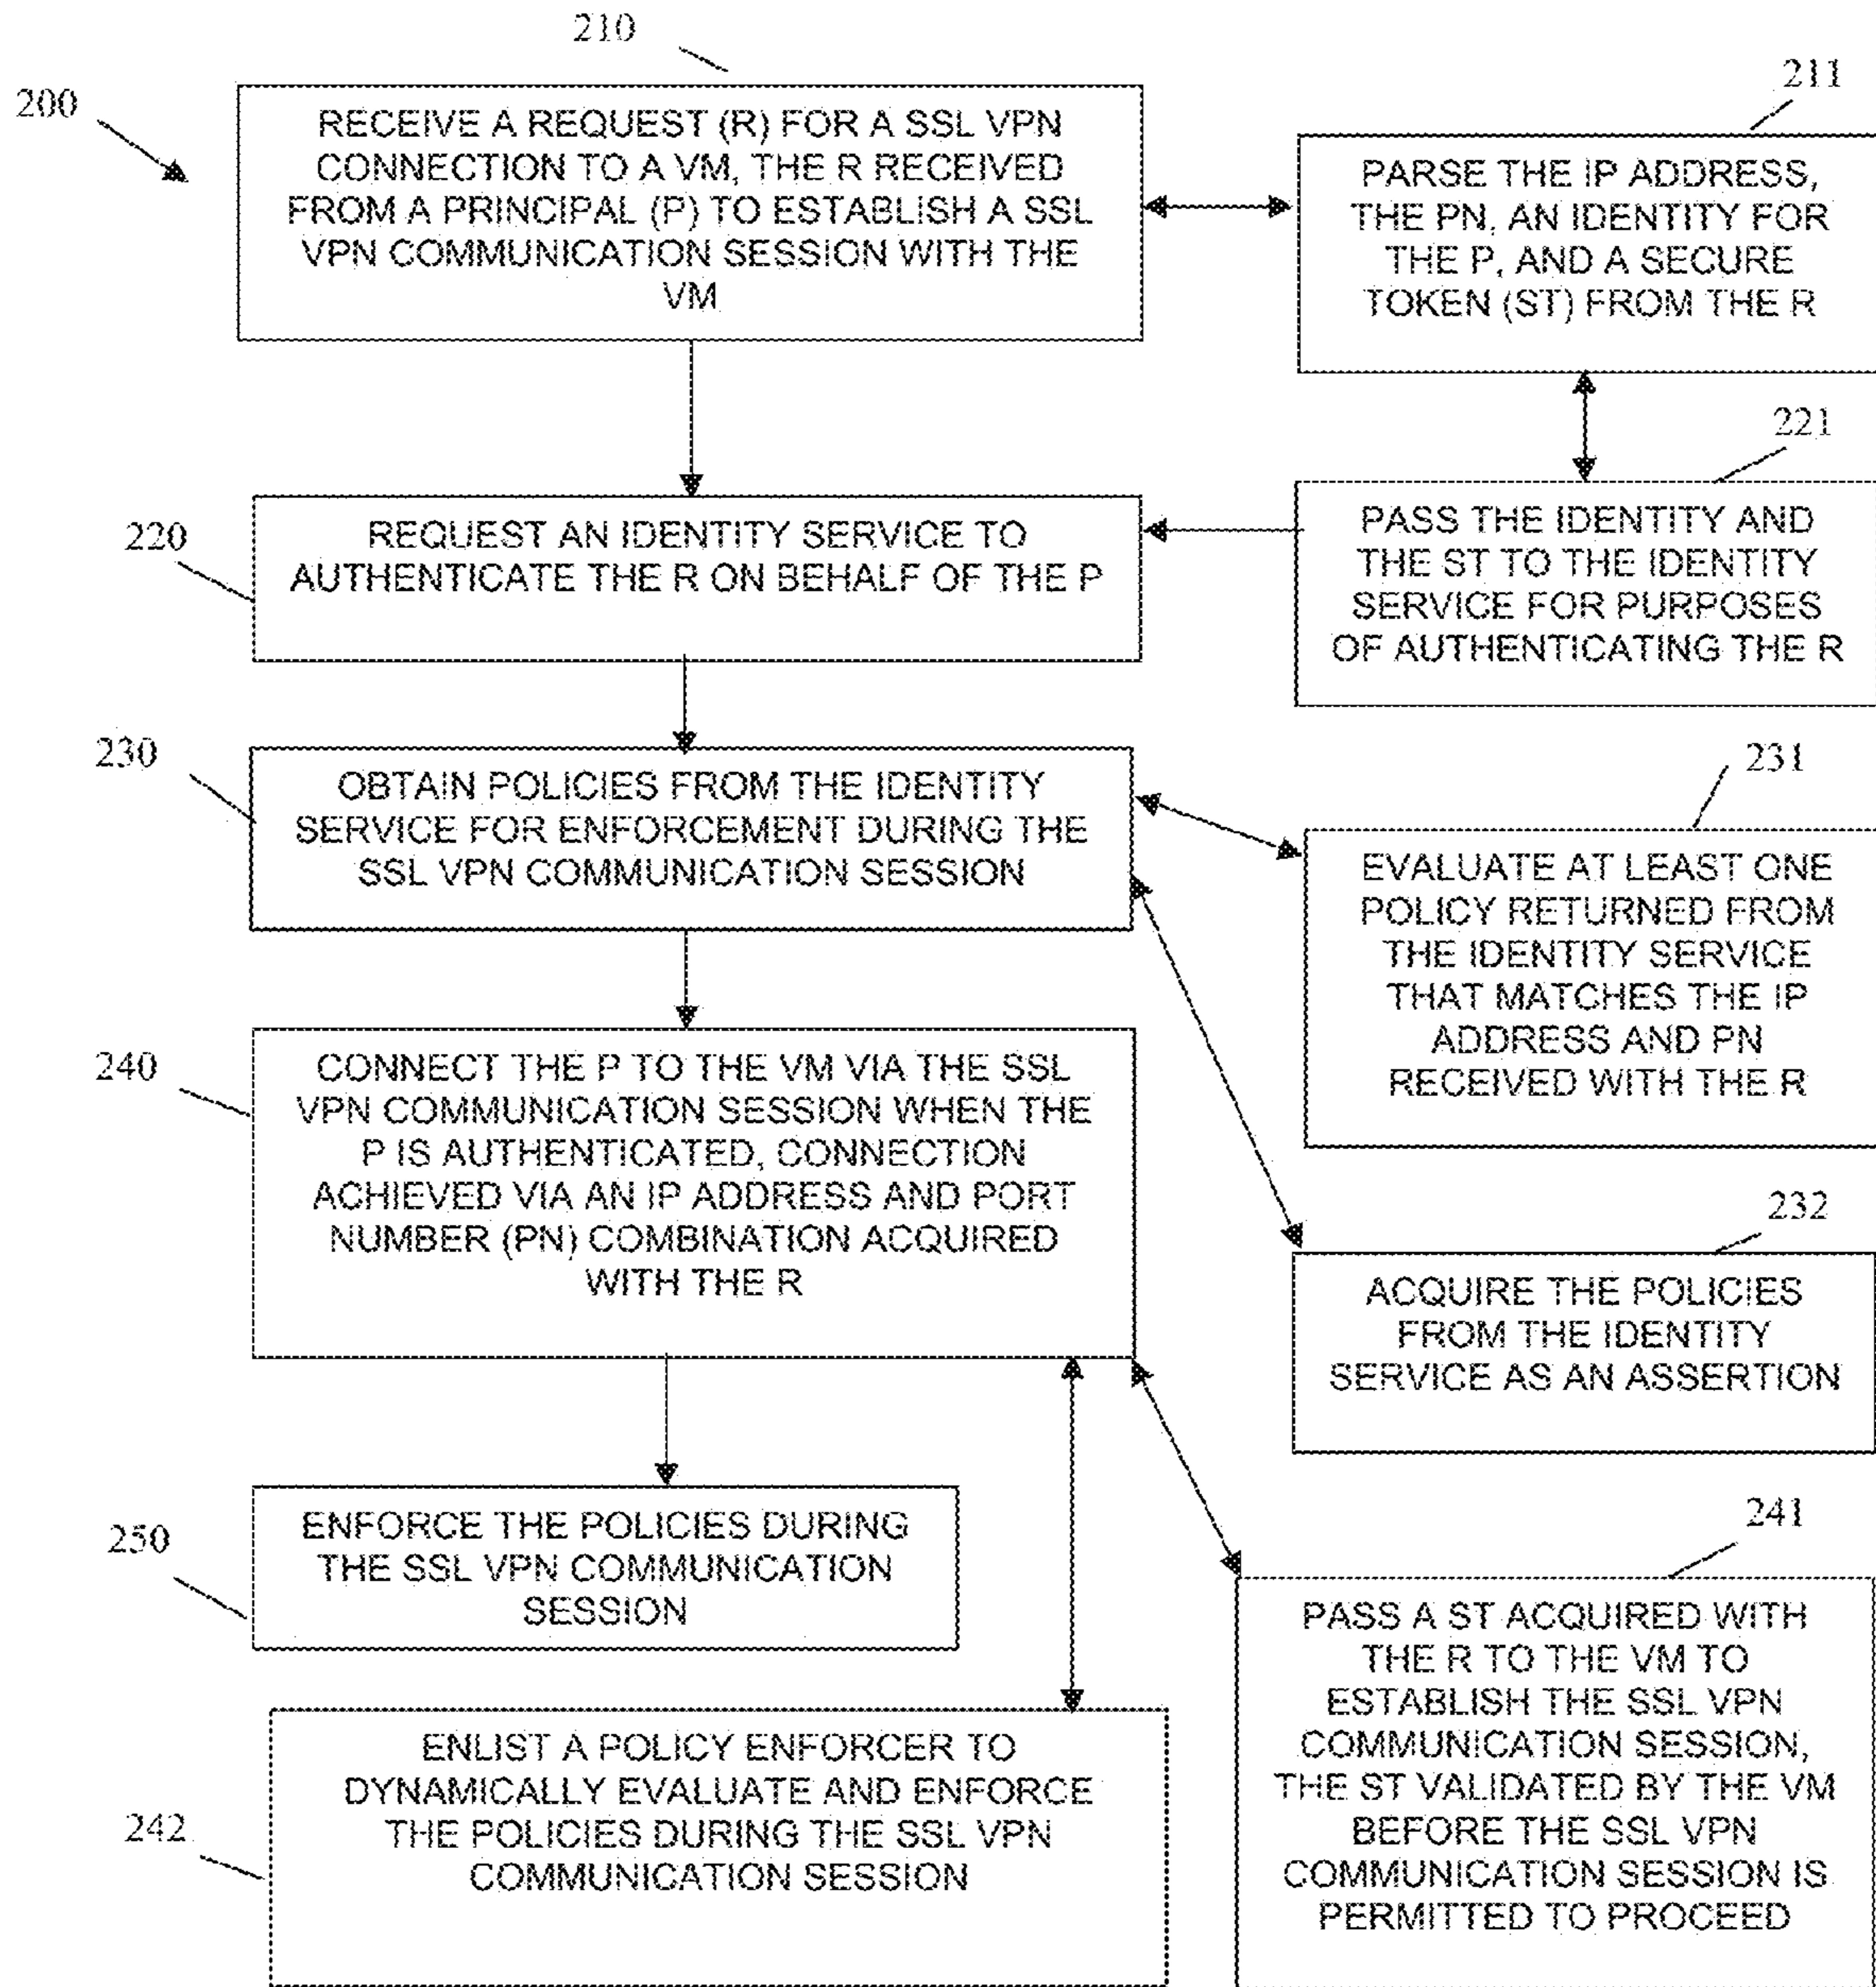 210
200
RECEIVE A REQUEST (R) FOR A SSL VPN
CONNECTION TO A VM, THE R RECEIVED
FROM A PRINCIPAL (P) TO ESTABLISH A SSL
VPN COMMUNICATION SESSION WITH THE
VM
211
PARSE THE IP ADDRESS,
THE PN, AN IDENTITY FOR
THE P, AND A SECURE
TOKEN (ST) FROM THE R
221
PASS THE IDENTITY AND
THE ST TO THE IDENTITY
SERVICE FOR PURPOSES
OF AUTHENTICATING THE R
220
REQUEST AN IDENTITY SERVICE TO
AUTHENTICATE THE R ON BEHALF OF THE P
230
OBTAIN POLICIES FROM THE IDENTITY
SERVICE FOR ENFORCEMENT DURING THE
SSL VPN COMMUNICATION SESSION
231
EVALUATE AT LEAST ONE
POLICY RETURNED FROM
THE IDENTITY SERVICE
THAT MATCHES THE IP
ADDRESS AND PN
RECEIVED WITH THE R
240
CONNECT THE P TO THE VM VIA THE SSL
VPN COMMUNICATION SESSION WHEN THE
P IS AUTHENTICATED, CONNECTION
ACHIEVED VIA AN IP ADDRESS AND PORT
NUMBER (PN) COMBINATION ACQUIRED
WITH THE R
232
ACQUIRE THE POLICIES
FROM THE IDENTITY
SERVICE AS AN ASSERTION
250
ENFORCE THE POLICIES DURING
THE SSL VPN COMMUNICATION
SESSION
241
PASS A ST ACQUIRED WITH
THE R TO THE VM TO
ESTABLISH THE SSL VPN
COMMUNICATION SESSION,
THE ST VALIDATED BY THE VM
BEFORE THE SSL VPN
COMMUNICATION SESSION IS
PERMITTED TO PROCEED
242
ENLIST A POLICY ENFORCER TO
DYNAMICALLY EVALUATE AND ENFORCE
THE POLICIES DURING THE SSL VPN
COMMUNICATION SESSION